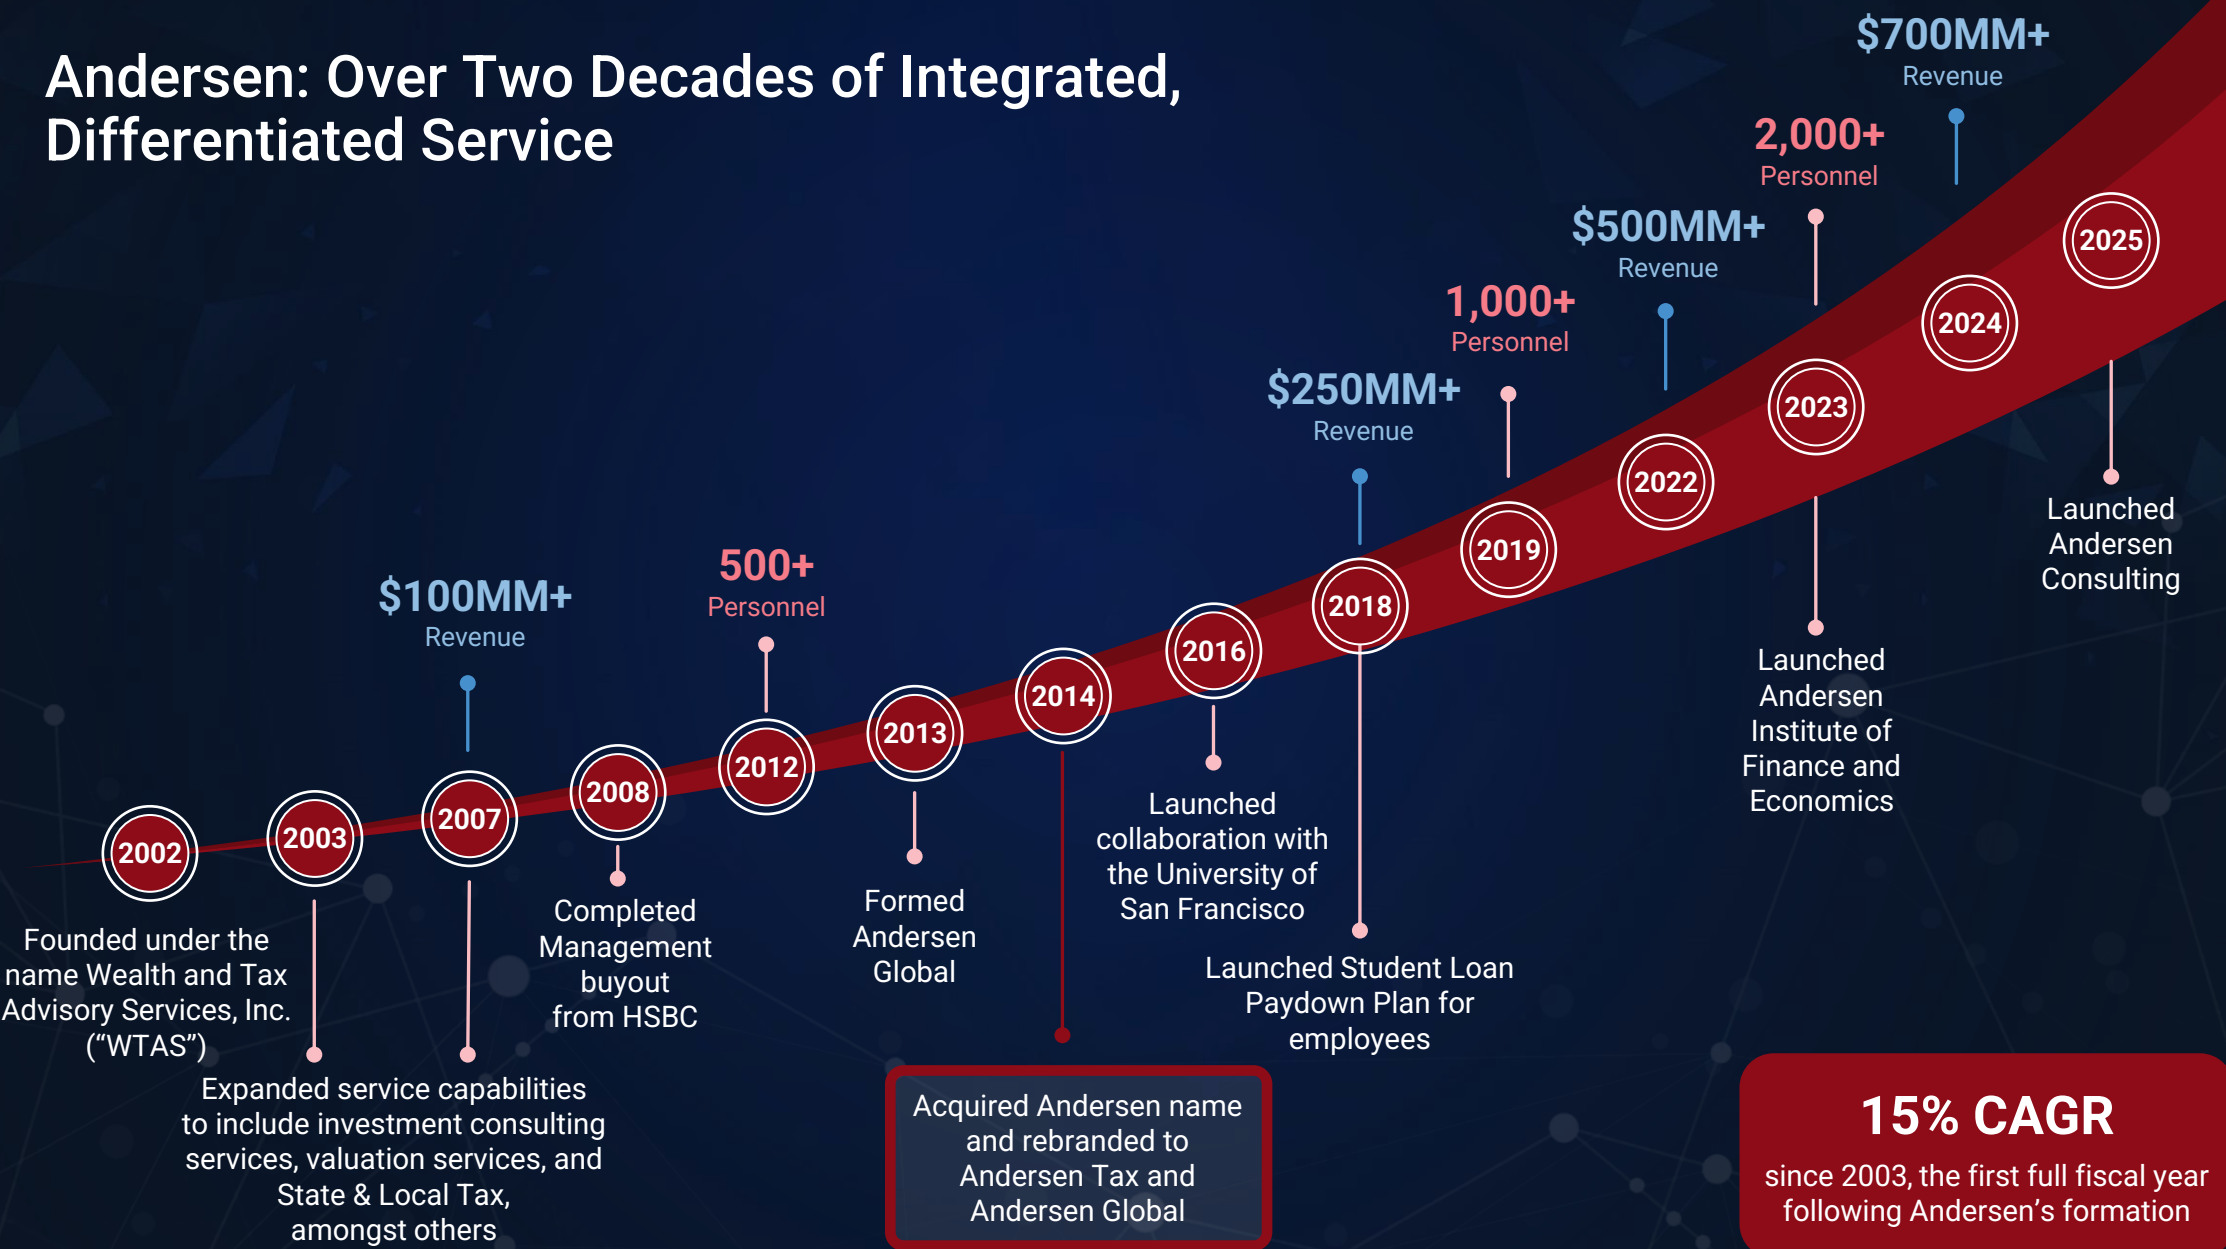 Andersen: Over Two Decades of Integrated,
Differentiated Service
2002
Founded under the
name Wealth and Tax
Advisory Services, Inc.
(“WTAS”)
2003
$100MM+
Revenue
2007
Expanded service capabilities
to include investment consulting
services, valuation services, and
State & Local Tax,
amongst others
2008
Completed
Management
buyout
from HSBC
500+
Personnel
2012
2013
Formed
Andersen
Global
2014
Acquired Andersen name
and rebranded to
Andersen Tax and
Andersen Global
2016
Launched
collaboration with
the University of
San Francisco
$250MM+
Revenue
2018
Launched Student Loan
Paydown Plan for
employees
1,000+
Personnel
2019
$500MM+
Revenue
2022
2,000+
Personnel
2023
Launched
Andersen
Institute of
Finance and
Economics
$700MM+
Revenue
2024
2025
Launched
Andersen
Consulting
15% CAGR
since 2003, the first full fiscal year
following Andersen’s formation